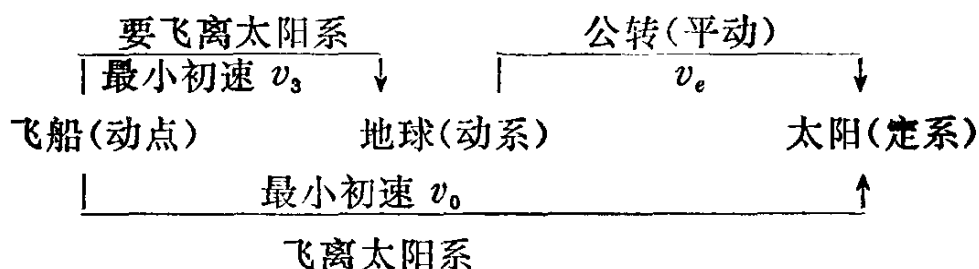 要飞离太阳系 公转(平动)
最小初速 v₃ vₑ
飞船(动点) 地球(动系) 太阳(定系)
最小初速 v₀
飞离太阳系